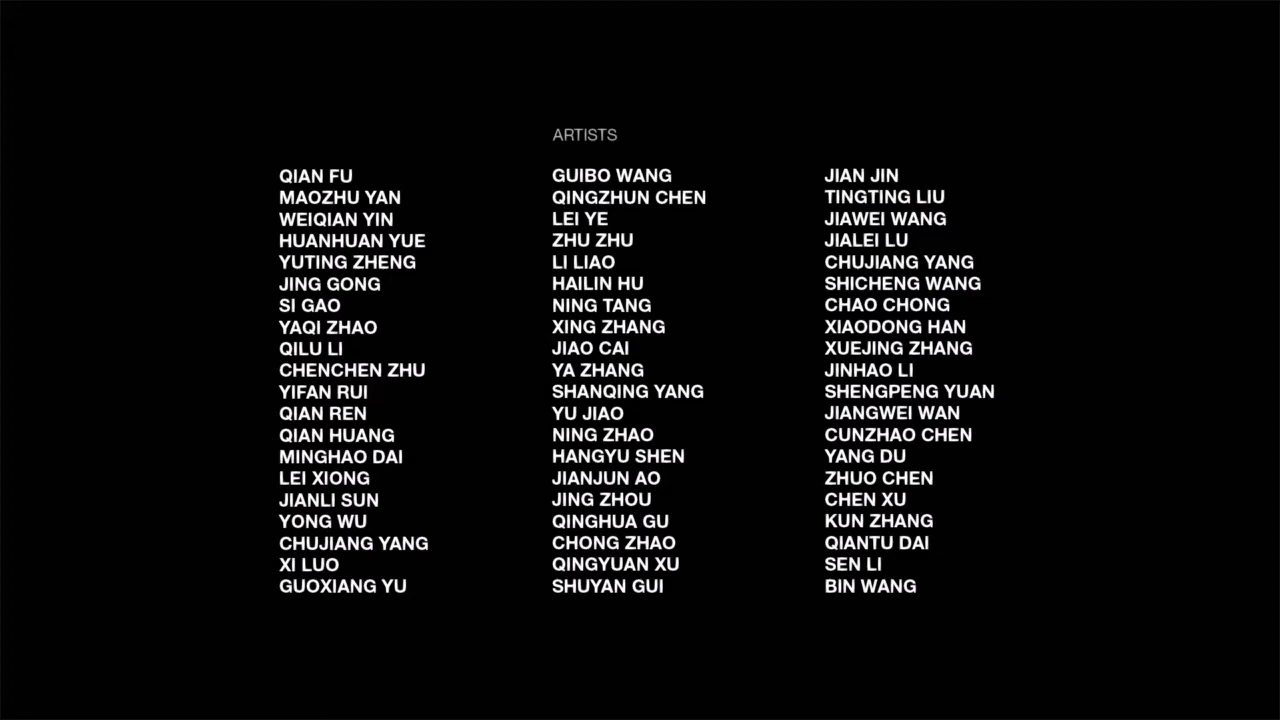 ARTISTS
QIAN FU
MAOZHU YAN
WEIQIAN YIN
HUANHUAN YUE
YUTING ZHENG
JING GONG
SI GAO
YAQI ZHAO
QILU LI
CHENCHEN ZHU
YIFAN RUI
QIAN REN
QIAN HUANG
MINGHAO DAI
LEI XIONG
JIANLI SUN
YONG WU
CHUJIANG YANG
XI LUO
GUOXIANG YU
GUIBO WANG
QINGZHUN CHEN
LEI YE
ZHU ZHU
LI LIAO
HAILIN HU
NING TANG
XING ZHANG
JIAO CAI
YA ZHANG
SHANQING YANG
YU JIAO
NING ZHAO
HANGYU SHEN
JIANJUN AO
JING ZHOU
QINGHUA GU
CHONG ZHAO
QINGYUAN XU
SHUYAN GUI
JIAN JIN
TINGTING LIU
JIAWEI WANG
JIALEI LU
CHUJIANG YANG
SHICHENG WANG
CHAO CHONG
XIAODONG HAN
XUEJING ZHANG
JINHAO LI
SHENGPENG YUAN
JIANGWEI WAN
CUNZHAO CHEN
YANG DU
ZHUO CHEN
CHEN XU
KUN ZHANG
QIANTU DAI
SEN LI
BIN WANG